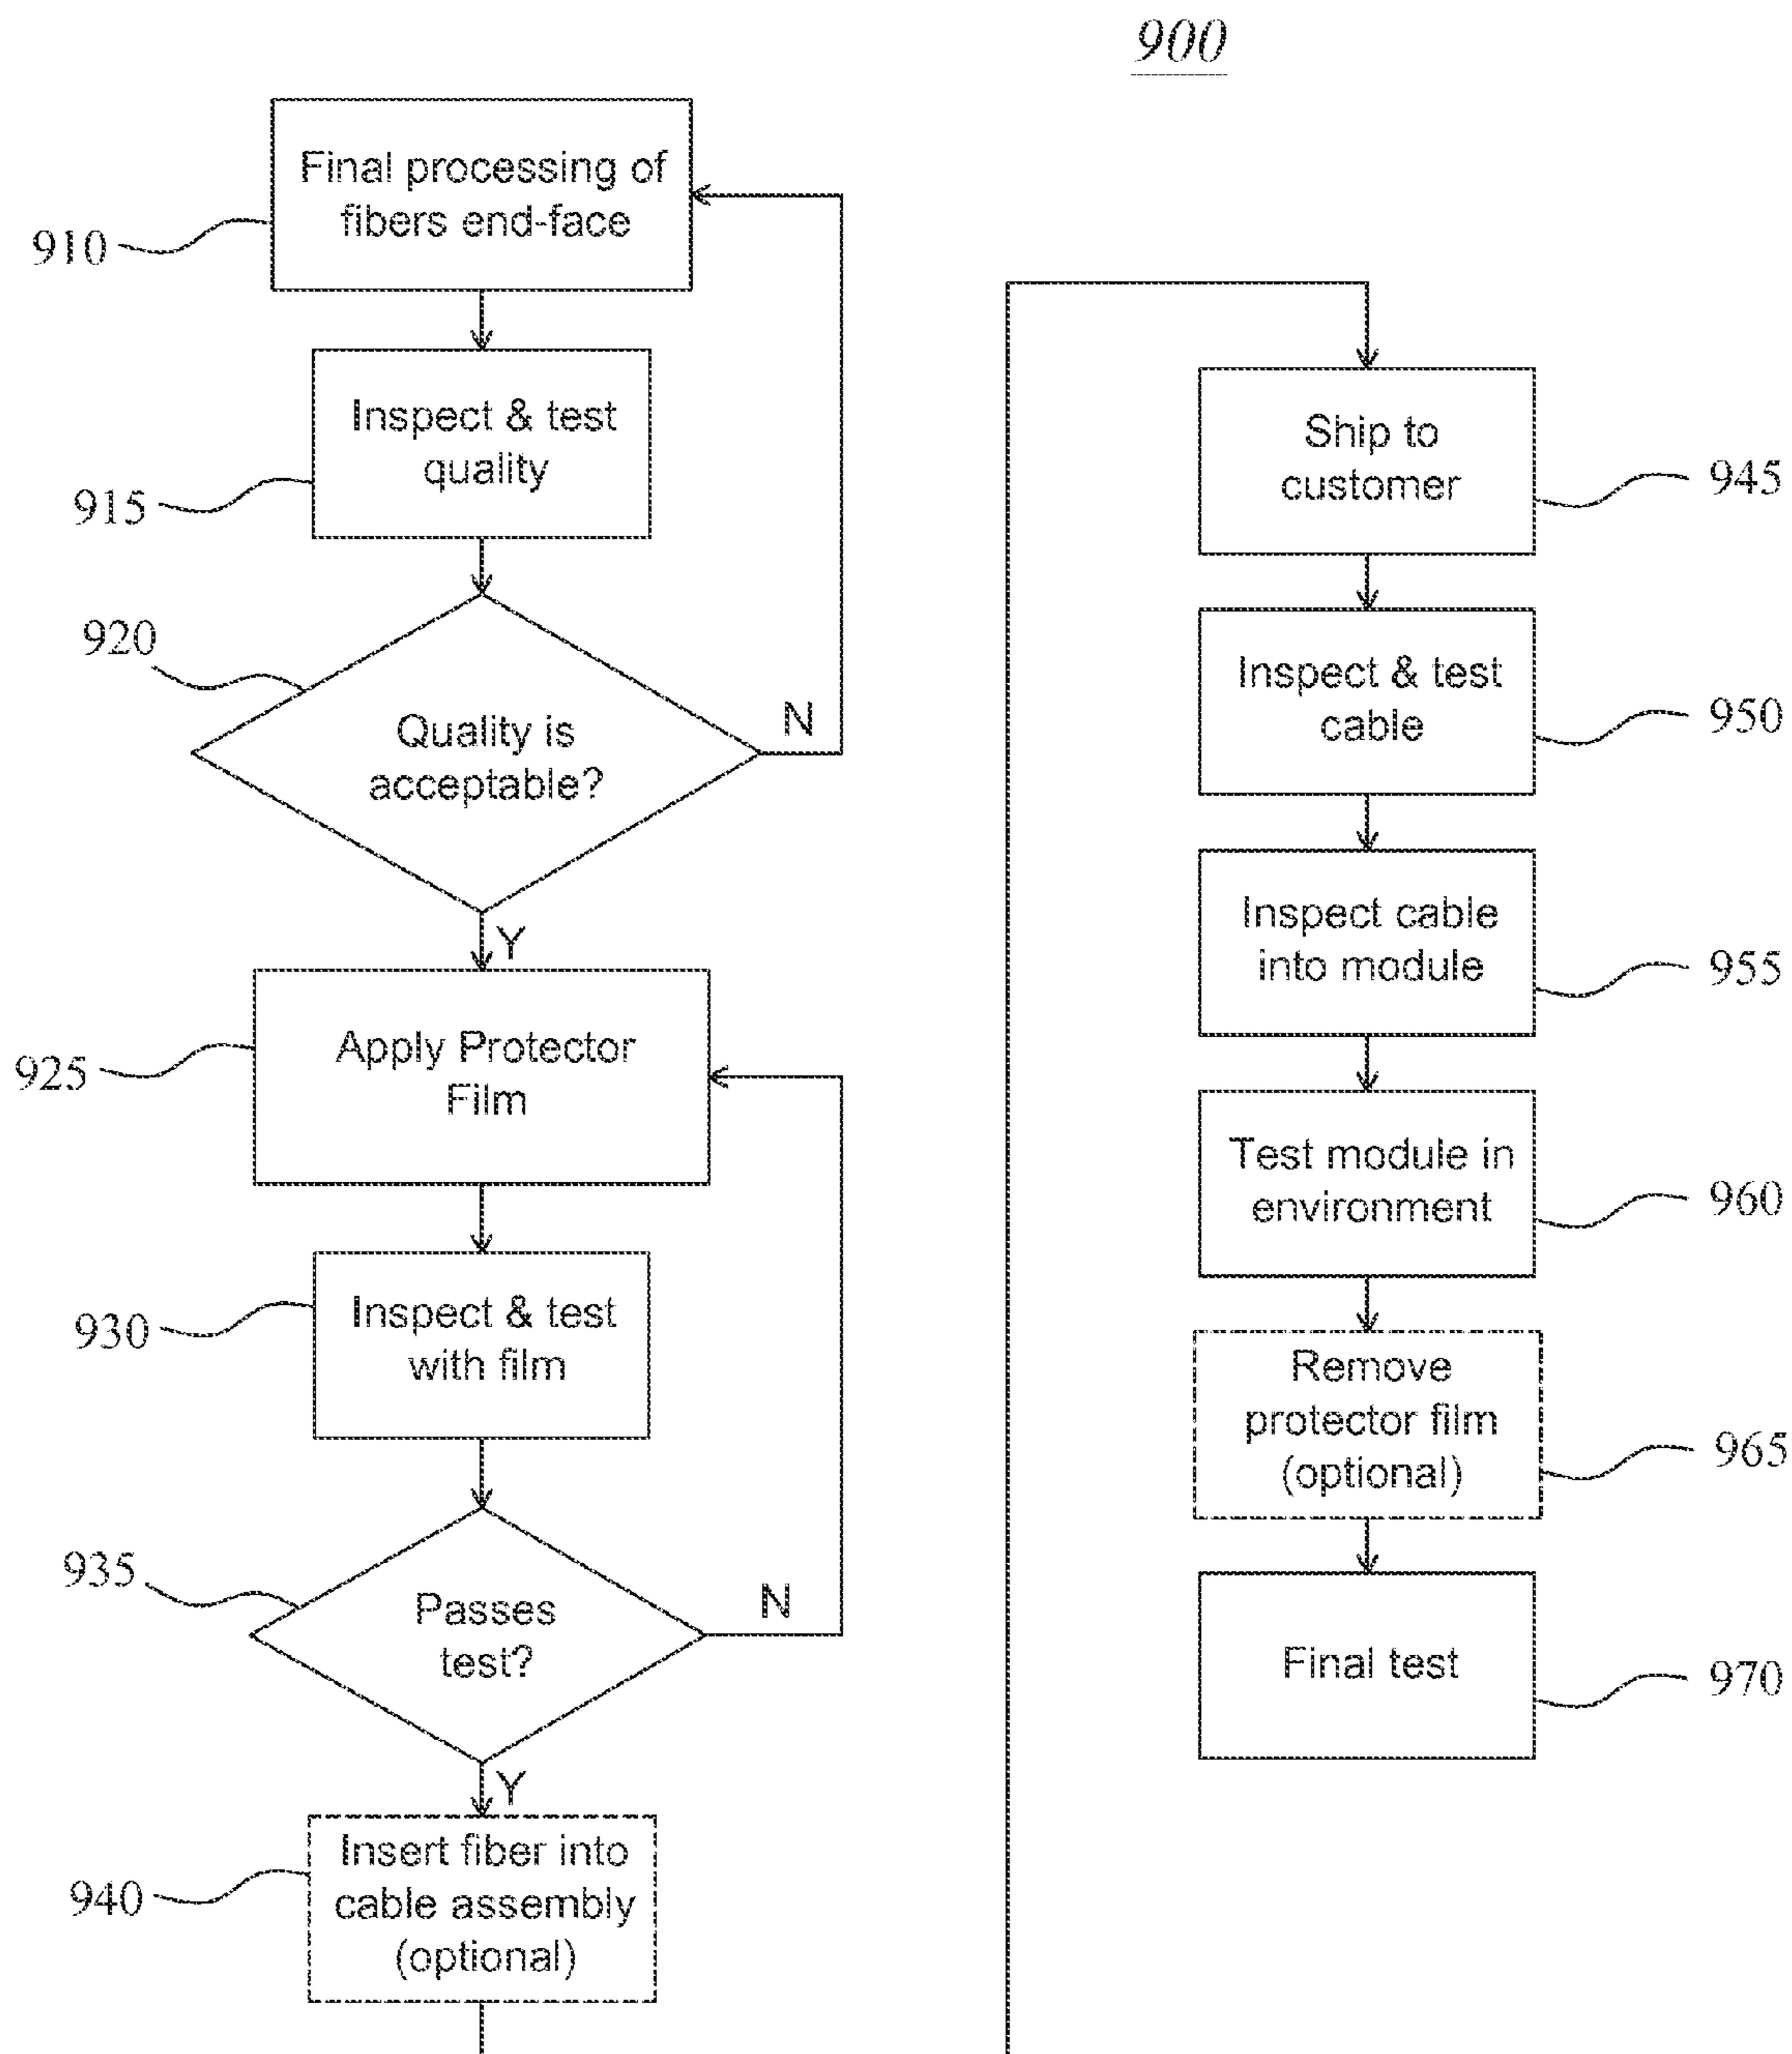 900
Final processing of
fibers end-face
910
Inspect & test
quality
915
920
Quality is
acceptable?
N
Y
Apply Protector
Film
925
Inspect & test
with film
930
935
Passes
test?
N
Y
Insert fiber into
cable assembly
(optional)
940
Ship to
customer
945
Inspect & test
cable
950
Inspect cable
into module
955
Test module in
environment
960
Remove
protector film
(optional)
965
Final test
970